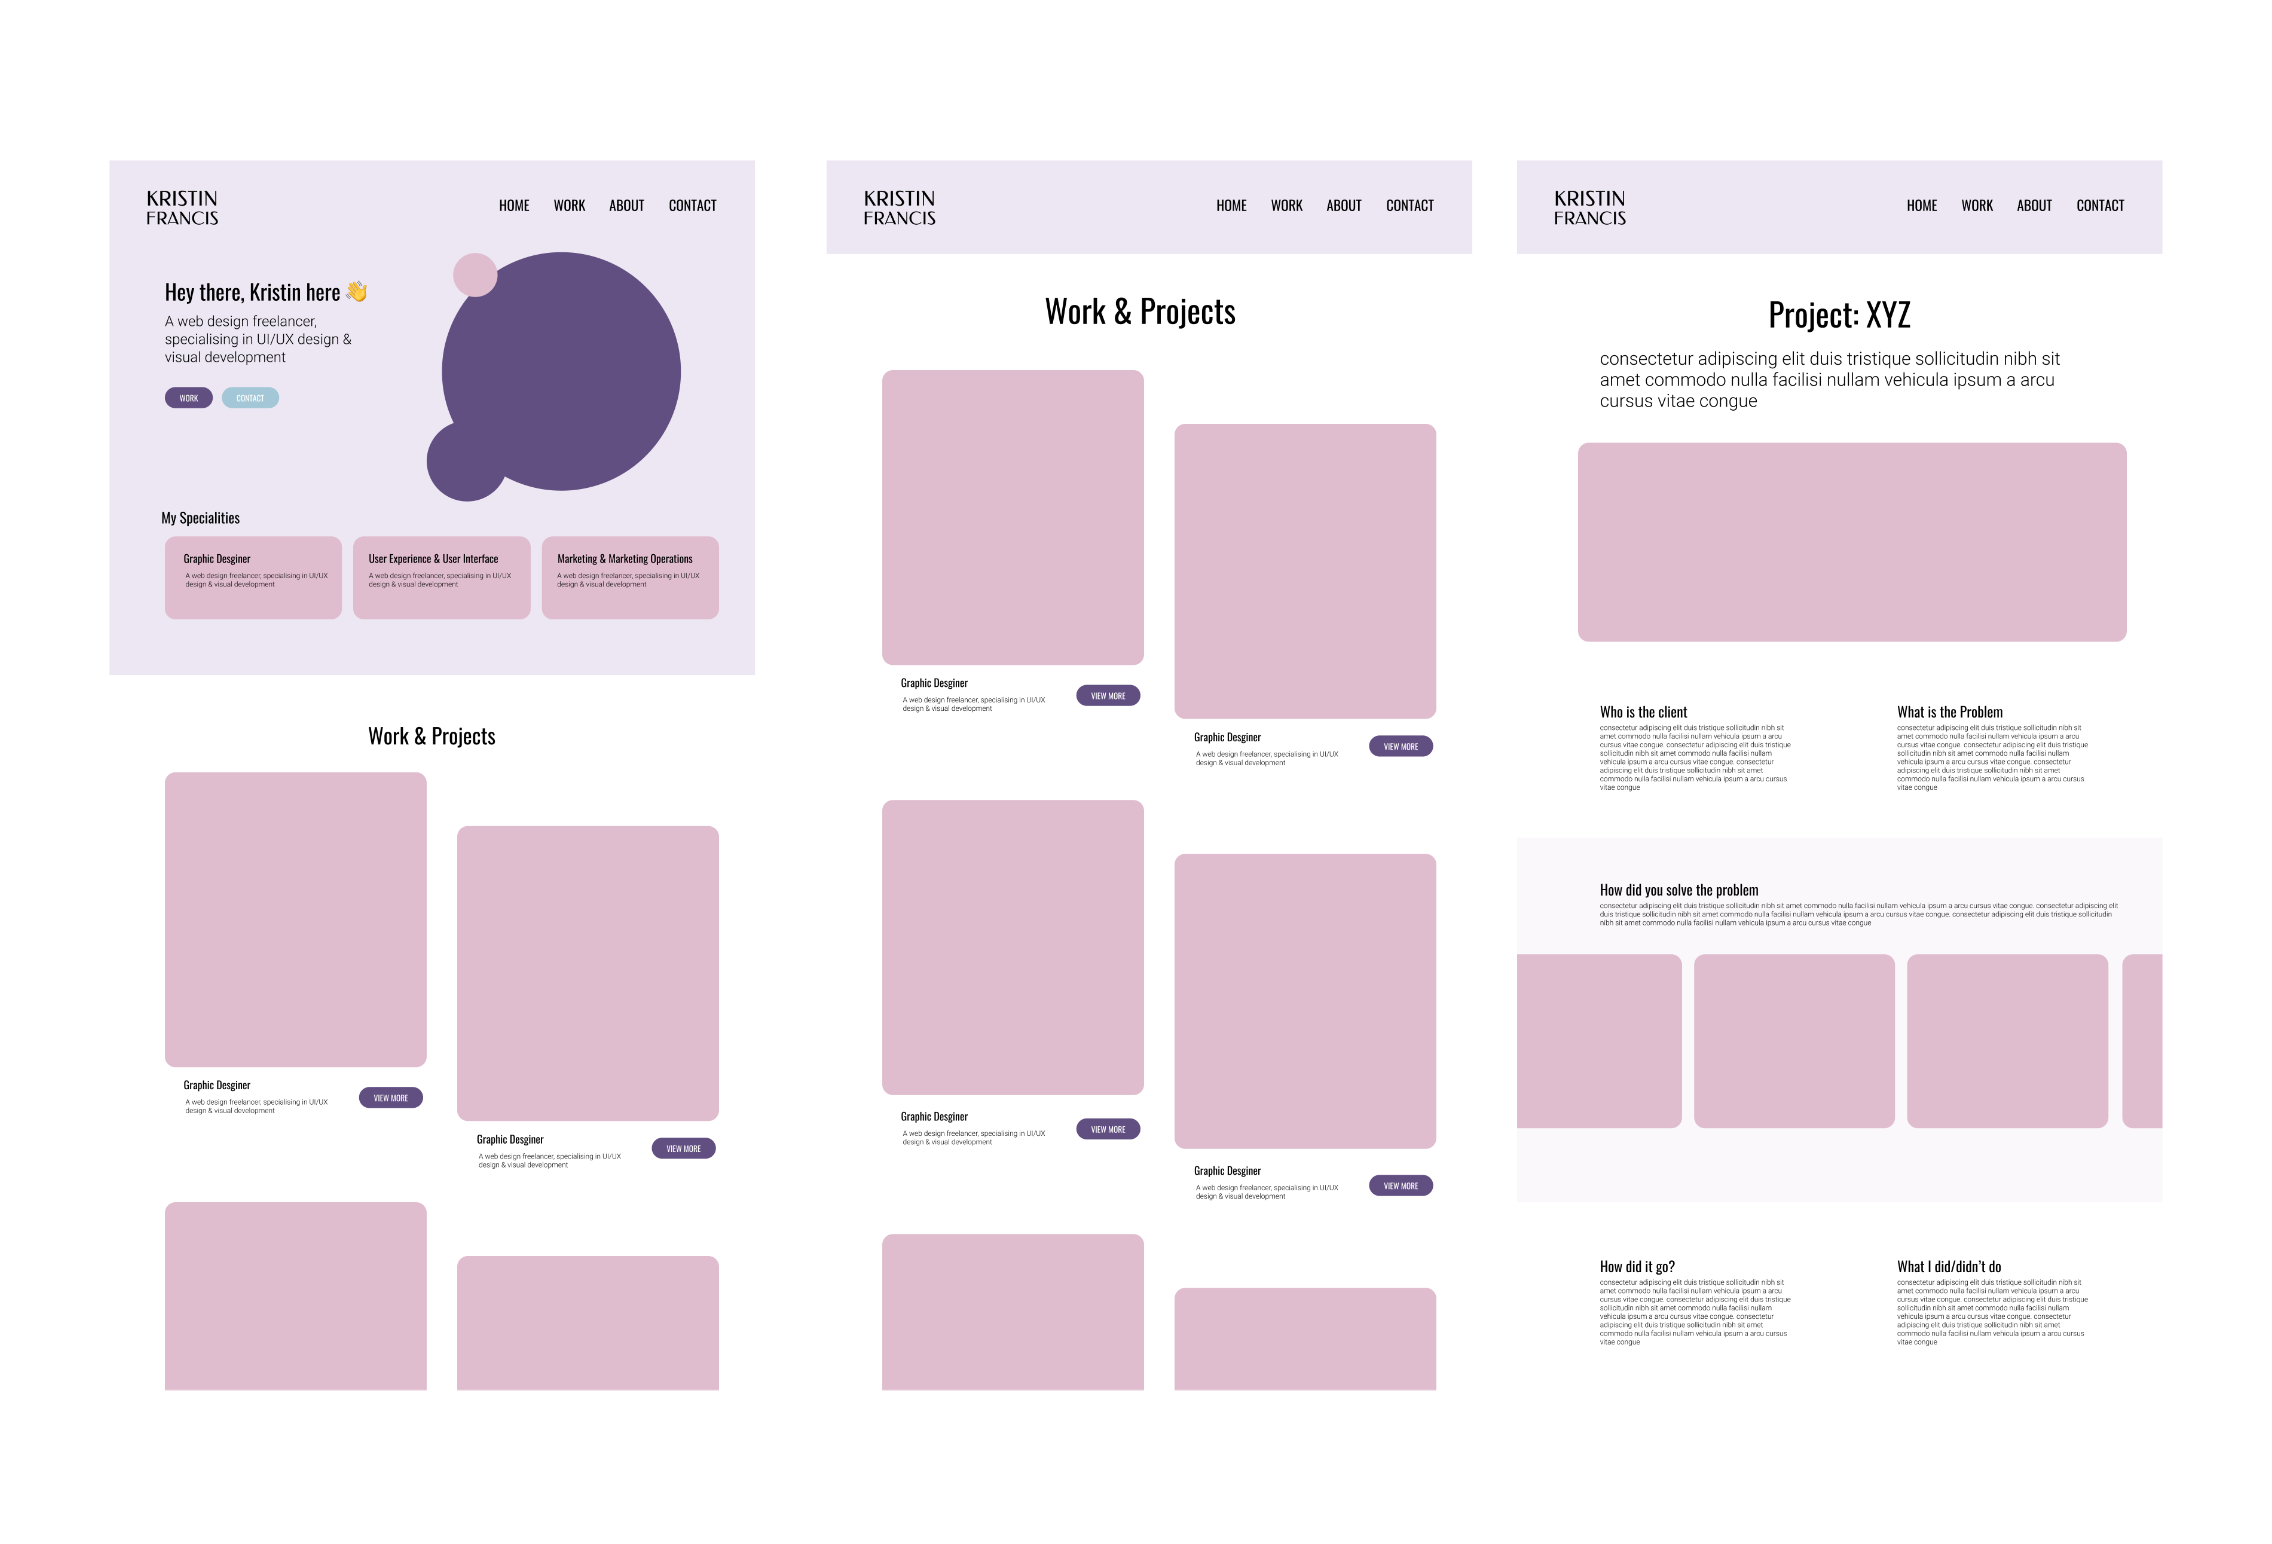 KRISTIN
FRANCIS
HOME WORK ABOUT CONTACT
Hey there, Kristin here 👋
A web design freelancer,
specialising in UI/UX design &
visual development
WORK CONTACT
My Specialities
Graphic Desginer
A web design freelancer, specialising in UI/UX
design & visual development
User Experience & User Interface
A web design freelancer, specialising in UI/UX
design & visual development
Marketing & Marketing Operations
A web design freelancer, specialising in UI/UX
design & visual development
Work & Projects
Graphic Desginer
A web design freelancer, specialising in UI/UX
design & visual development
VIEW MORE
Graphic Desginer
A web design freelancer, specialising in UI/UX
design & visual development
VIEW MORE
KRISTIN
FRANCIS
HOME WORK ABOUT CONTACT
Work & Projects
Graphic Desginer
A web design freelancer, specialising in UI/UX
design & visual development
VIEW MORE
Graphic Desginer
A web design freelancer, specialising in UI/UX
design & visual development
VIEW MORE
Graphic Desginer
A web design freelancer, specialising in UI/UX
design & visual development
VIEW MORE
Graphic Desginer
A web design freelancer, specialising in UI/UX
design & visual development
VIEW MORE
KRISTIN
FRANCIS
HOME WORK ABOUT CONTACT
Project: XYZ
consectetur adipiscing elit duis tristique sollicitudin nibh sit
amet commodo nulla facilisi nullam vehicula ipsum a arcu
cursus vitae congue
Who is the client
consectetur adipiscing elit duis tristique sollicitudin nibh sit
amet commodo nulla facilisi nullam vehicula ipsum a arcu
cursus vitae congue. consectetur adipiscing elit duis tristique
sollicitudin nibh sit amet commodo nulla facilisi nullam
vehicula ipsum a arcu cursus vitae congue. consectetur
adipiscing elit duis tristique sollicitudin nibh sit amet
commodo nulla facilisi nullam vehicula ipsum a arcu cursus
vitae congue
What is the Problem
consectetur adipiscing elit duis tristique sollicitudin nibh sit
amet commodo nulla facilisi nullam vehicula ipsum a arcu
cursus vitae congue. consectetur adipiscing elit duis tristique
sollicitudin nibh sit amet commodo nulla facilisi nullam
vehicula ipsum a arcu cursus vitae congue. consectetur
adipiscing elit duis tristique sollicitudin nibh sit amet
commodo nulla facilisi nullam vehicula ipsum a arcu cursus
vitae congue
How did you solve the problem
consectetur adipiscing elit duis tristique sollicitudin nibh sit amet commodo nulla facilisi nullam vehicula ipsum a arcu cursus vitae congue. consectetur adipiscing elit
duis tristique sollicitudin nibh sit amet commodo nulla facilisi nullam vehicula ipsum a arcu cursus vitae congue. consectetur adipiscing elit duis tristique sollicitudin
nibh sit amet commodo nulla facilisi nullam vehicula ipsum a arcu cursus vitae congue
How did it go?
consectetur adipiscing elit duis tristique sollicitudin nibh sit
amet commodo nulla facilisi nullam vehicula ipsum a arcu
cursus vitae congue. consectetur adipiscing elit duis tristique
sollicitudin nibh sit amet commodo nulla facilisi nullam
vehicula ipsum a arcu cursus vitae congue. consectetur
adipiscing elit duis tristique sollicitudin nibh sit amet
commodo nulla facilisi nullam vehicula ipsum a arcu cursus
vitae congue
What I did/didn't do
consectetur adipiscing elit duis tristique sollicitudin nibh sit
amet commodo nulla facilisi nullam vehicula ipsum a arcu
cursus vitae congue. consectetur adipiscing elit duis tristique
sollicitudin nibh sit amet commodo nulla facilisi nullam
vehicula ipsum a arcu cursus vitae congue. consectetur
adipiscing elit duis tristique sollicitudin nibh sit amet
commodo nulla facilisi nullam vehicula ipsum a arcu cursus
vitae congue